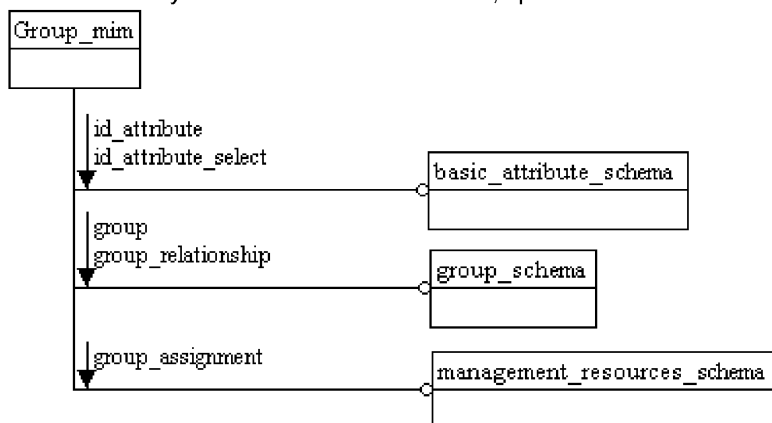 Group_mim
id_attribute
id_attribute_select
basic_attribute_schema
group
group_relationship
group_schema
group_assignment
management_resources_schema